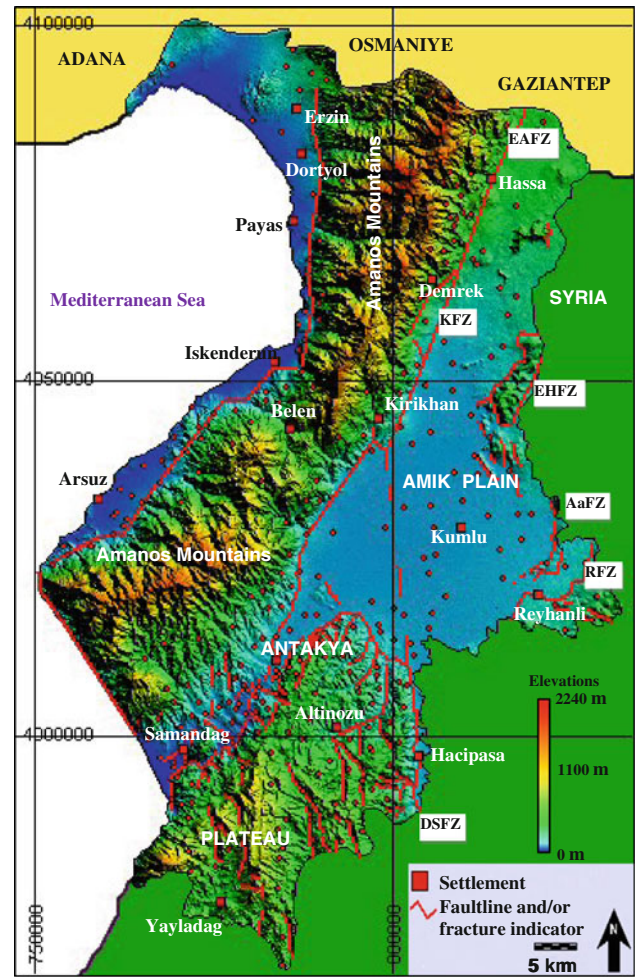 4100000
OSMANIYE
ADANA
GAZIANTEP
EAFZ
Erzin
Dortyol
Hassa
Amanos Mountains
Payas
Demrek
SYRIA
Mediterranean Sea
KFZ
Iskenderun
4050000
EHFZ
Belen
Kirikhan
Arsuz
AMIK PLAIN
AaFZ
Kumlu
Amanos Mountains
RFZ
Reyhanli
ANTAKYA
Elevations
2240 m
Altinozu
Samandag
4000000
Hacipasa
1100 m
DSFZ
PLATEAU
0 m
Settlement
Faultline and/or
fracture indicator
Yayladag
N
5 km
750000
800000